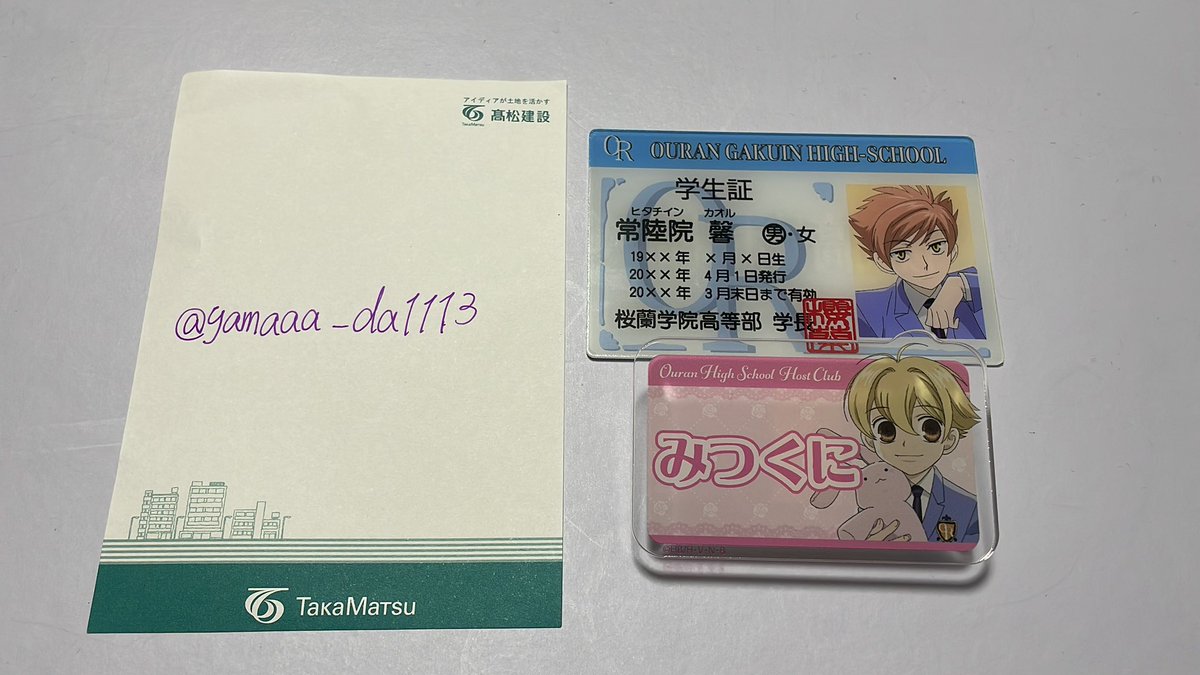 アイディアが土地を活かす
TakaMatsu
髙松建設
@yamaaa_da1113
TakaMatsu
OR OURAN GAKUIN HIGH-SCHOOL
学生証
ヒタチイン カオル
常陸院 馨 男・女
19××年 ×月×日生
20××年 4月1日発行
20××年 3月末日まで有効
桜蘭学院高等部 学長
Ouran High School Host Club
みつくに